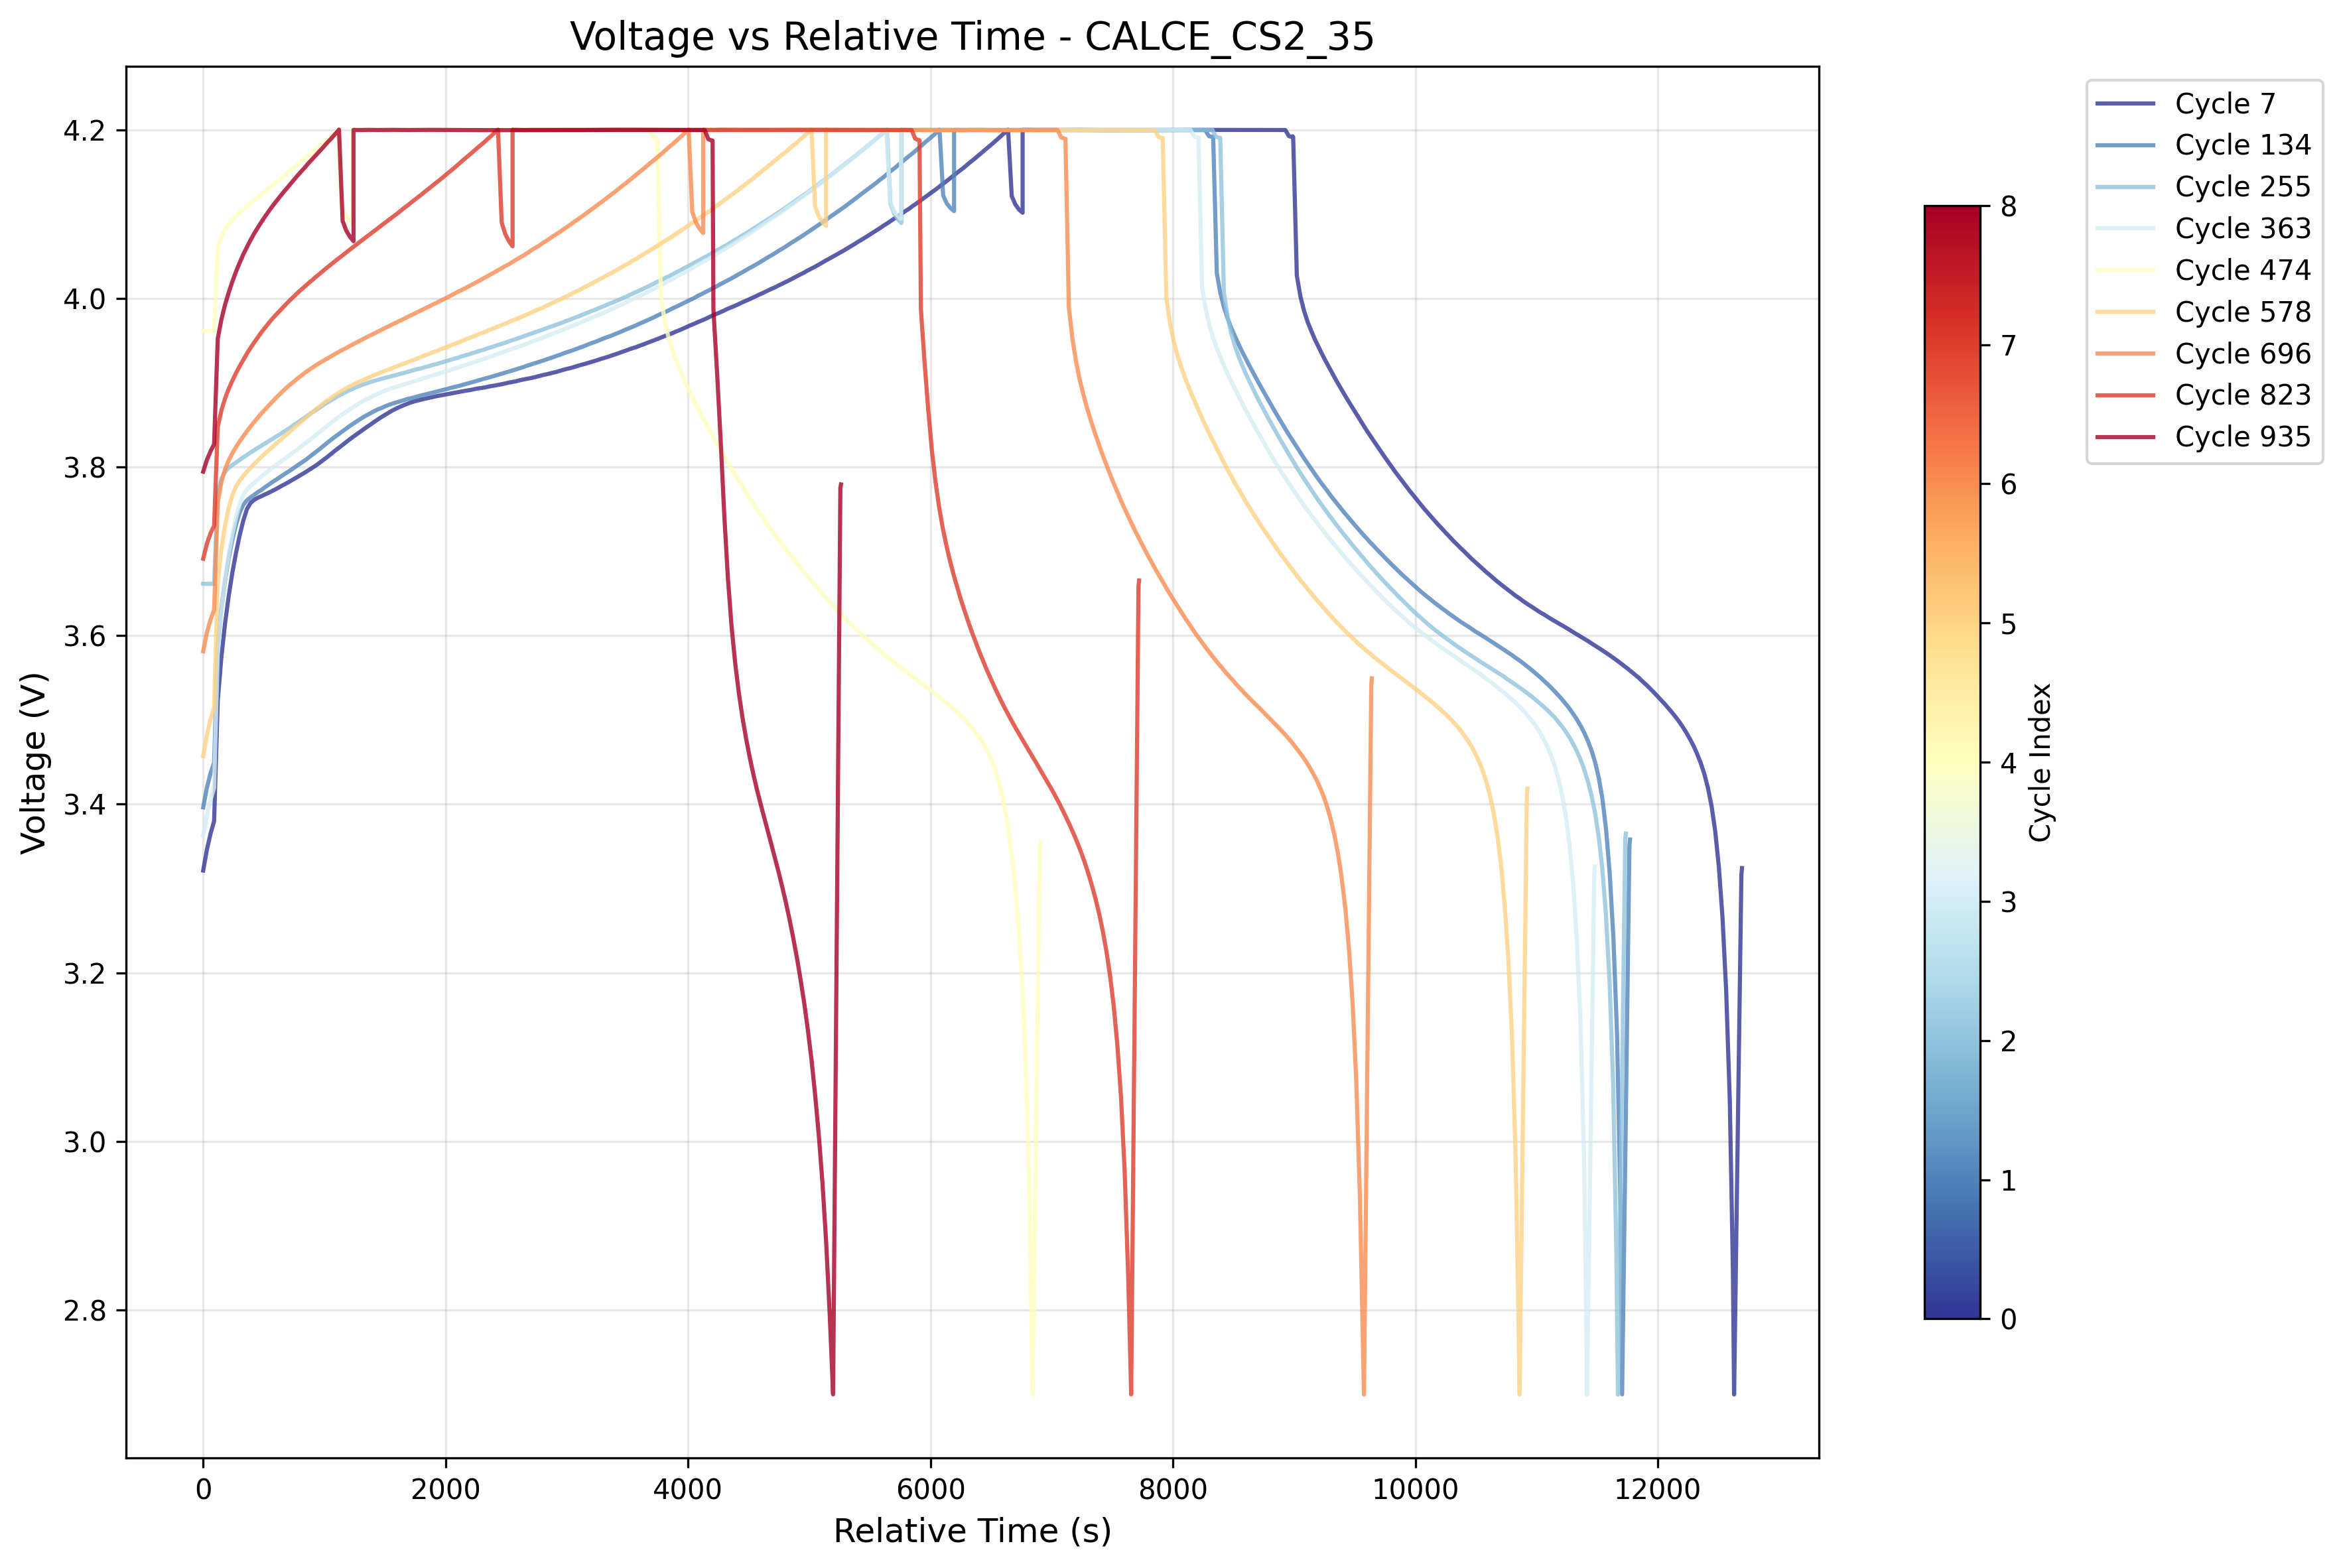 Voltage vs Relative Time - CALCE_CS2_35
Voltage (V)
4.2
4.0
3.8
3.6
3.4
3.2
3.0
2.8
0
2000
4000
6000
8000
10000
12000
Relative Time (s)
8
7
6
5
4
3
2
1
0
Cycle Index
Cycle 7
Cycle 134
Cycle 255
Cycle 363
Cycle 474
Cycle 578
Cycle 696
Cycle 823
Cycle 935